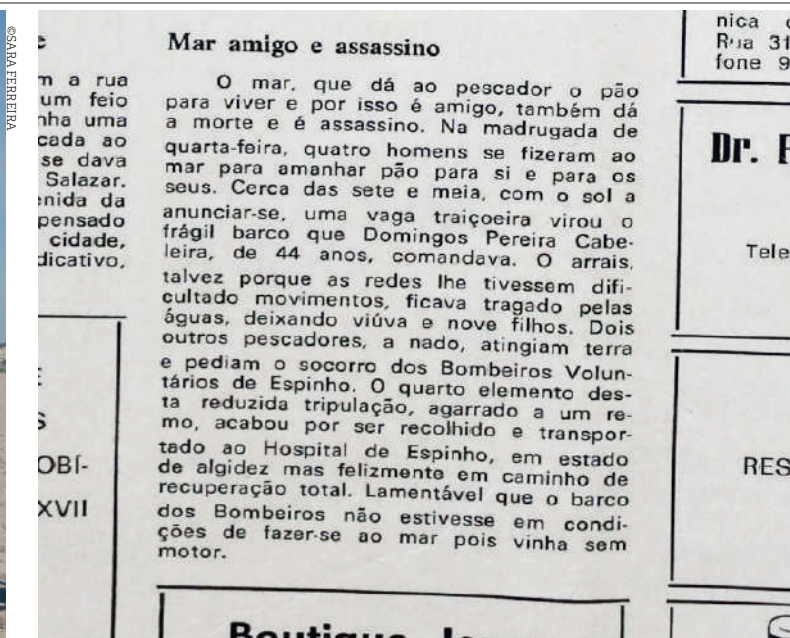 ©SARA FERREIRA
m a rua
um feio
nha uma
cada ao
se dava
Salazar.
enida da
pensado
cidade,
dicativo,
OBÍ-
XVII
Mar amigo e assassino
O mar, que dá ao pescador o pão
para viver e por isso é amigo, também dá
a morte e é assassino. Na madrugada de
quarta-feira, quatro homens se fizeram ao
mar para amanhar pão para si e para os
seus. Cerca das sete e meia, com o sol a
anunciar-se, uma vaga traiçoeira virou o
frágil barco que Domingos Pereira Cabe-
leira, de 44 anos, comandava. O arrais,
talvez porque as redes lhe tivessem difi-
cultado movimentos, ficava tragado pelas
águas, deixando viúva e nove filhos. Dois
outros pescadores, a nado, atingiam terra
e pediam o socorro dos Bombeiros Volun-
tários de Espinho. O quarto elemento des-
ta reduzida tripulação, agarrado a um re-
mo, acabou por ser recolhido e transpor-
tado ao Hospital de Espinho, em estado
de algidez mas felizmente em caminho de
recuperação total. Lamentável que o barco
dos Bombeiros não estivesse em condi-
ções de fazer-se ao mar pois vinha sem
motor.
Boutique
nica
Rua 31
fone 9
Dr. F
Tele
RES